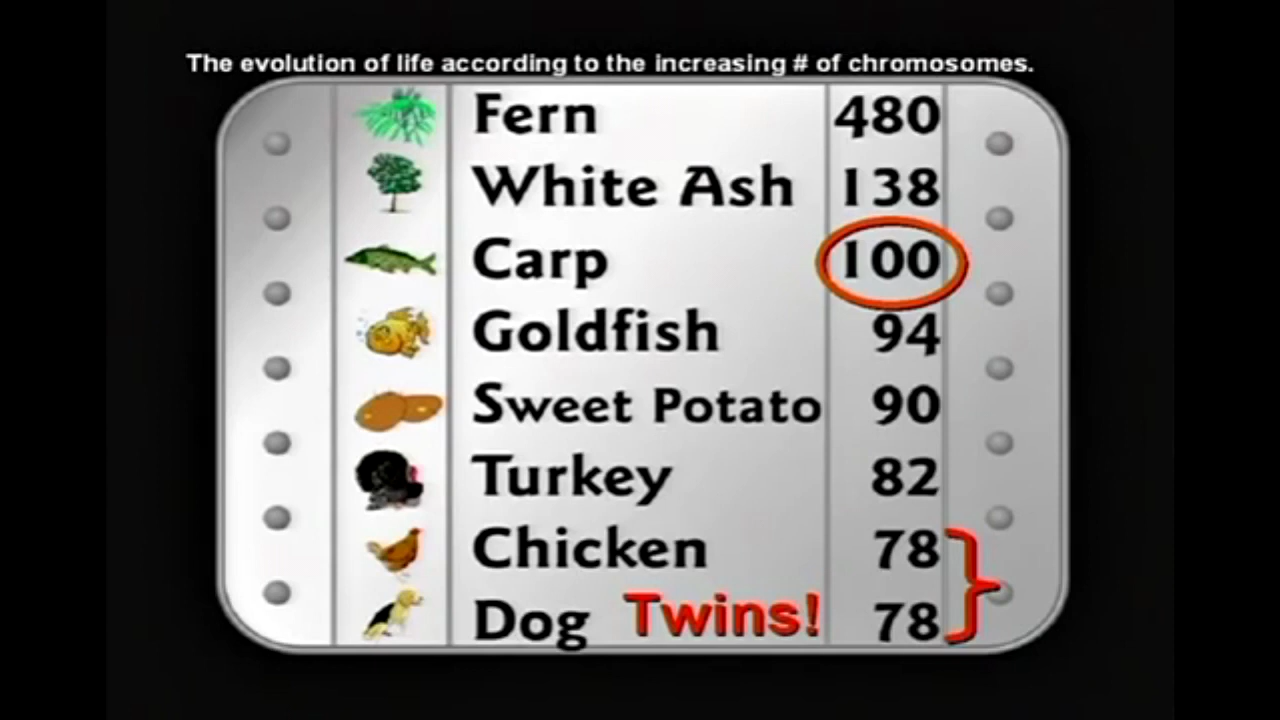 The evolution of life according to the increasing # of chromosomes.
Fern 480
White Ash 138
Carp 100
Goldfish 94
Sweet Potato 90
Turkey 82
Chicken 78
Dog Twins! 78